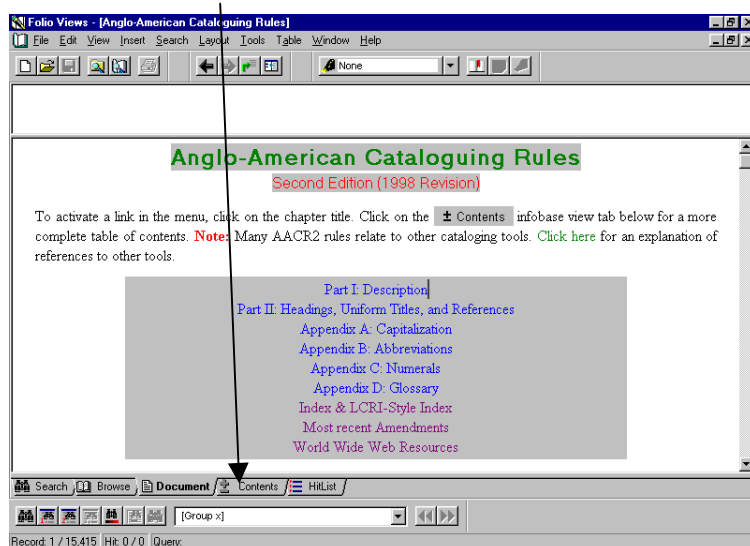 Folio Views - [Anglo-American Cataloguing Rules]
File Edit View Insert Search Layout Tools Table Window Help
None
Anglo-American Cataloguing Rules
Second Edition (1998 Revision)
To activate a link in the menu, click on the chapter title. Click on the ± Contents infobase view tab below for a more
complete table of contents. Note: Many AACR2 rules relate to other cataloging tools. Click here for an explanation of
references to other tools.
Part I: Description
Part II: Headings, Uniform Titles, and References
Appendix A: Capitalization
Appendix B: Abbreviations
Appendix C: Numerals
Appendix D: Glossary
Index & LCRI-Style Index
Most recent Amendments
World Wide Web Resources
Search Browse Document Contents HitList
[Group x]
Record: 1 / 15,415 Hit: 0 / 0 Query: